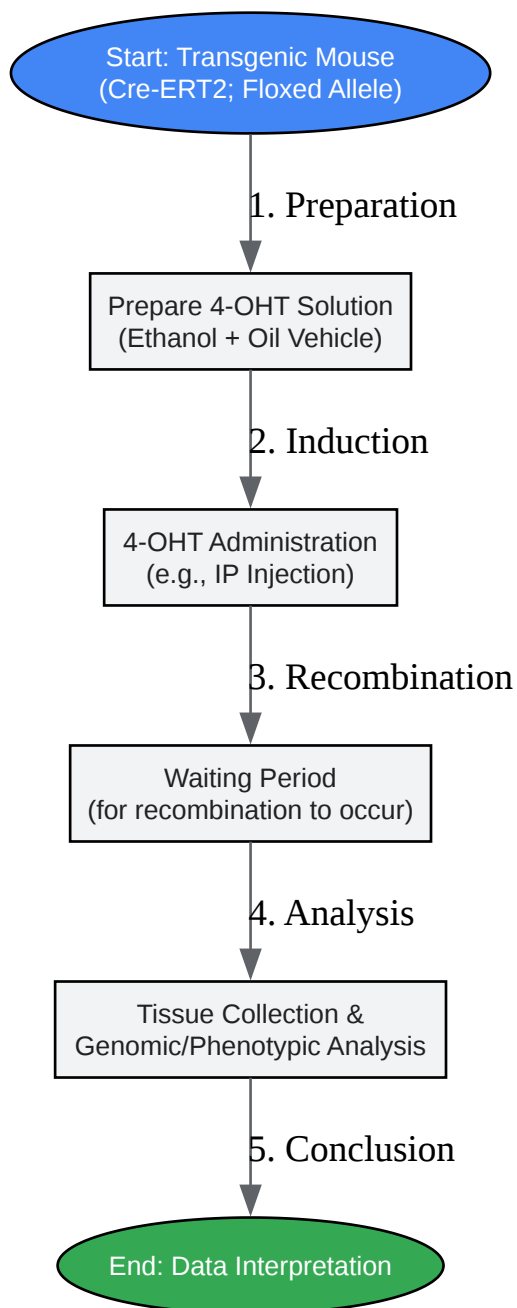 Start: Transgenic Mouse
(Cre-ERT2; Floxed Allele)
1. Preparation
Prepare 4-OHT Solution
(Ethanol + Oil Vehicle)
2. Induction
4-OHT Administration
(e.g., IP Injection)
3. Recombination
Waiting Period
(for recombination to occur)
4. Analysis
Tissue Collection &
Genomic/Phenotypic Analysis
5. Conclusion
End: Data Interpretation